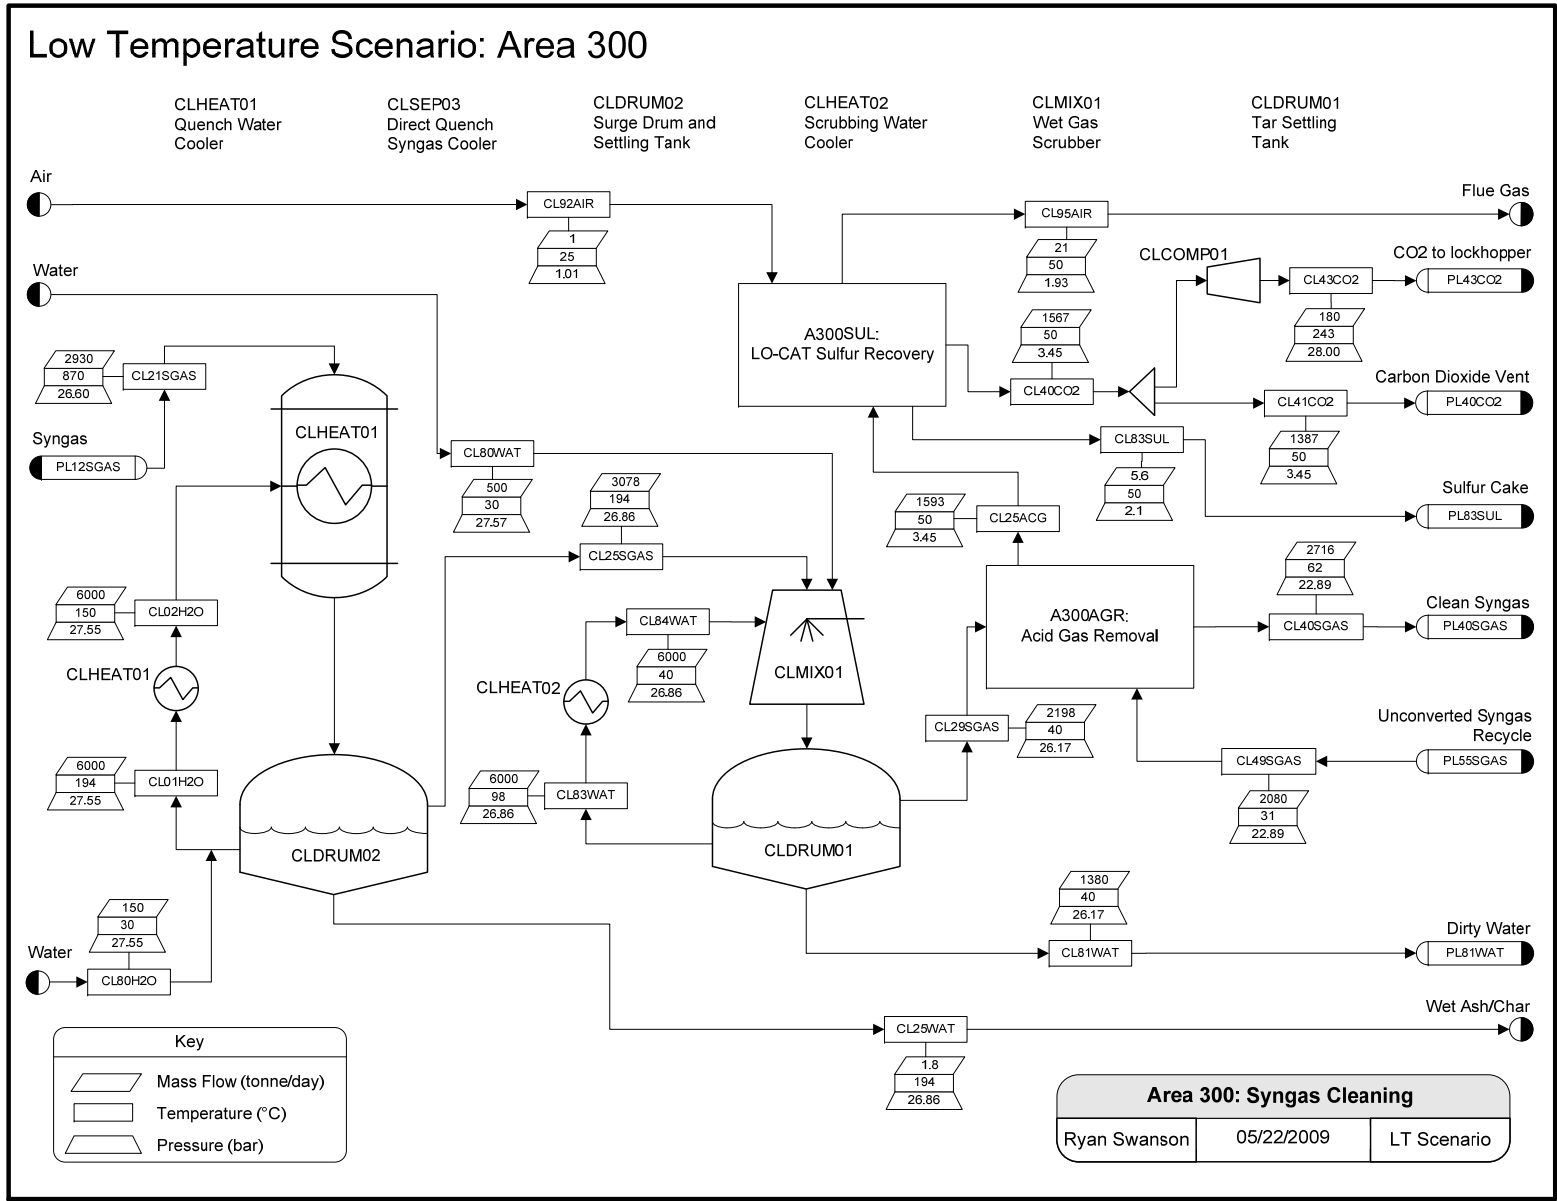 Low Temperature Scenario: Area 300
CLHEAT01
Quench Water
Cooler
CLSEP03
Direct Quench
Syngas Cooler
CLDRUM02
Surge Drum and
Settling Tank
CLHEAT02
Scrubbing Water
Cooler
CLMIX01
Wet Gas
Scrubber
CLDRUM01
Tar Settling
Tank
Air
CL92AIR
1
25
1.01
CL95AIR
21
50
1.93
Flue Gas
Water
CLCOMP01
CL43CO2
180
243
28.00
CO2 to lockhopper
PL43CO2
A300SUL:
LO-CAT Sulfur Recovery
1567
50
3.45
CL40CO2
Carbon Dioxide Vent
CL41CO2
PL40CO2
1387
50
3.45
2930
870
26.60
CL21SGAS
Syngas
PL12SGAS
CLHEAT01
CL80WAT
500
30
27.57
CL83SUL
5.6
50
2.1
Sulfur Cake
PL83SUL
3078
194
26.86
CL25SGAS
1593
50
3.45
CL25ACG
2716
62
22.89
CL40SGAS
Clean Syngas
PL40SGAS
6000
150
27.55
CL02H2O
CL84WAT
6000
40
26.86
A300AGR:
Acid Gas Removal
CLHEAT01
CLHEAT02
CLMIX01
CL29SGAS
2198
40
26.17
Unconverted Syngas
Recycle
CL49SGAS
PL55SGAS
2080
31
22.89
6000
194
27.55
CL01H2O
6000
98
26.86
CL83WAT
CLDRUM02
CLDRUM01
150
30
27.55
Water
CL80H2O
1380
40
26.17
CL81WAT
Dirty Water
PL81WAT
Wet Ash/Char
CL25WAT
1.8
194
26.86
Key
Mass Flow (tonne/day)
Temperature (°C)
Pressure (bar)
Area 300: Syngas Cleaning
Ryan Swanson
05/22/2009
LT Scenario